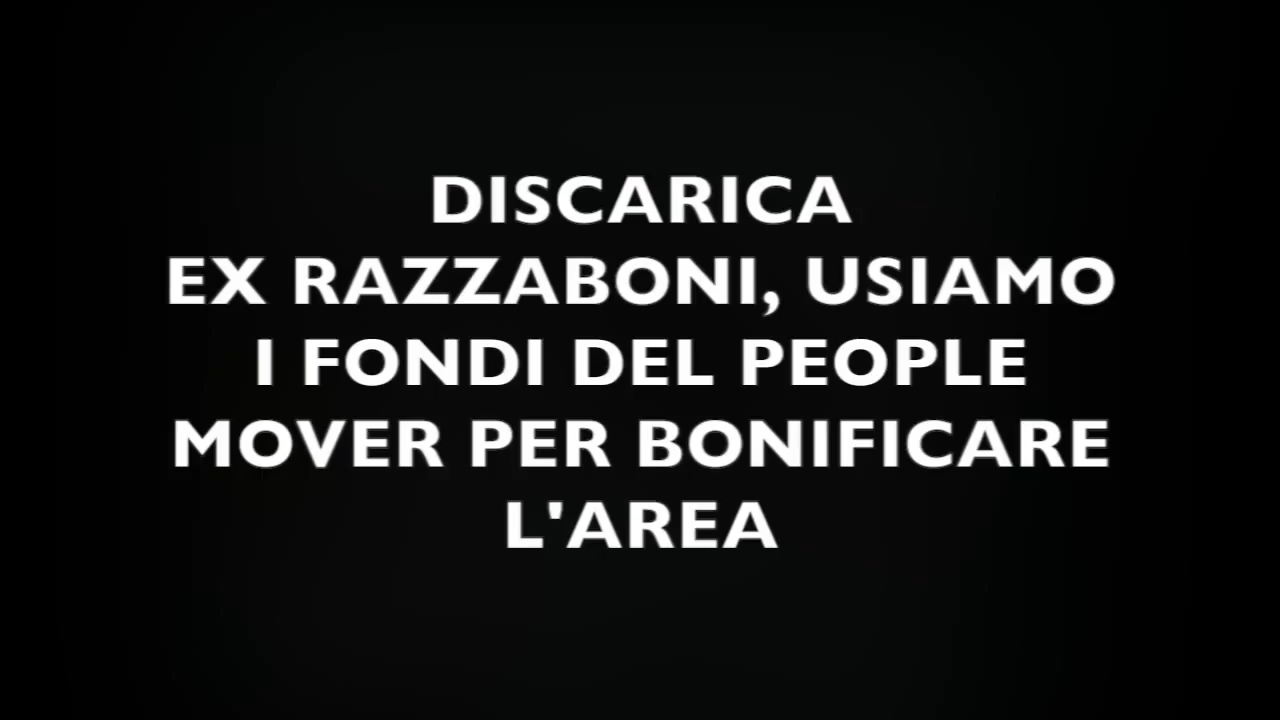 DISCARICA
EX RAZZABONI, USIAMO
I FONDI DEL PEOPLE
MOVER PER BONIFICARE
L'AREA